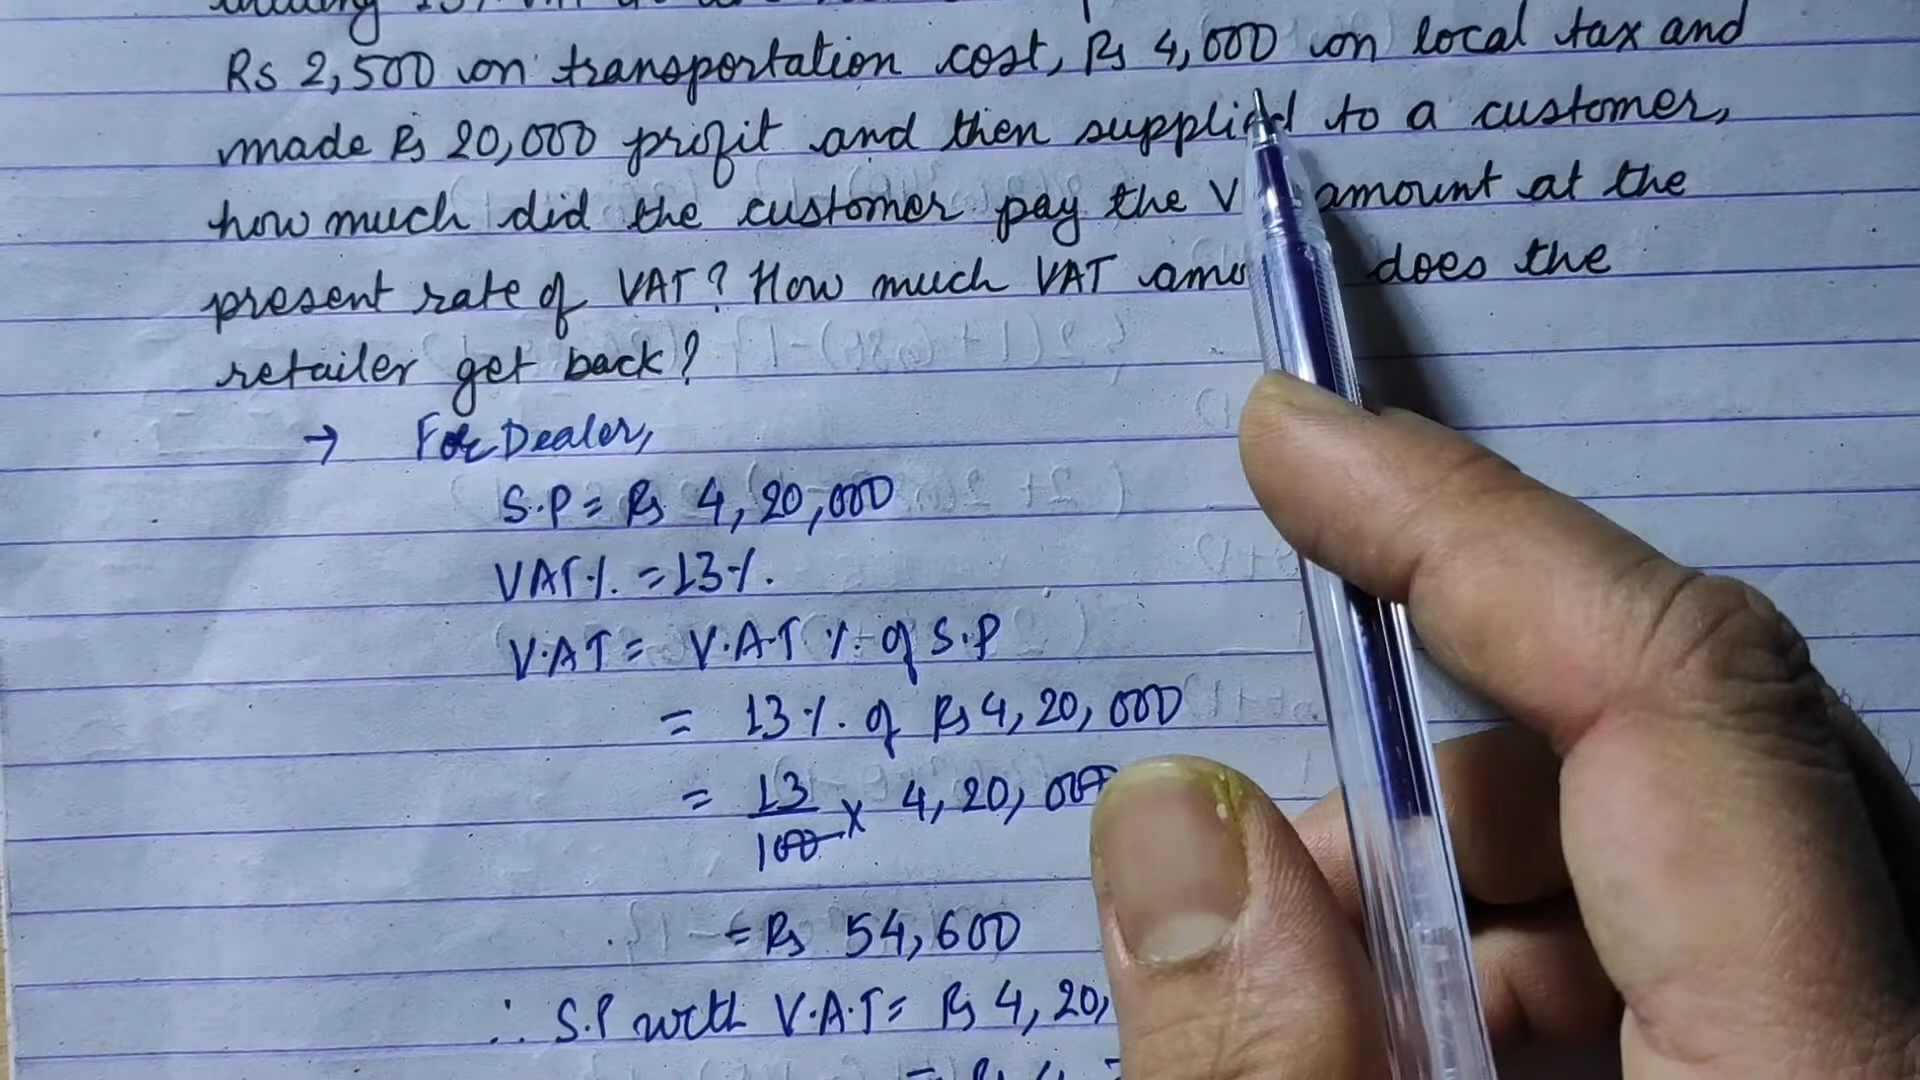 Rs 2,500 on transportation cost, Rs 4,000 on local tax and
made Rs 20,000 profit and then supplied to a customer,
how much did the customer pay the V amount at the
present rate of VAT? How much VAT amo does the
retailer get back?
→ For Dealer,
S.P = Rs 4,20,000
VAT% = 13%.
V.AT = V.A.T % of S.P
= 13% of Rs 4,20,000
= 13/100 × 4,20,000
= Rs 54,600
∴ S.P with V.A.T = Rs 4,20,